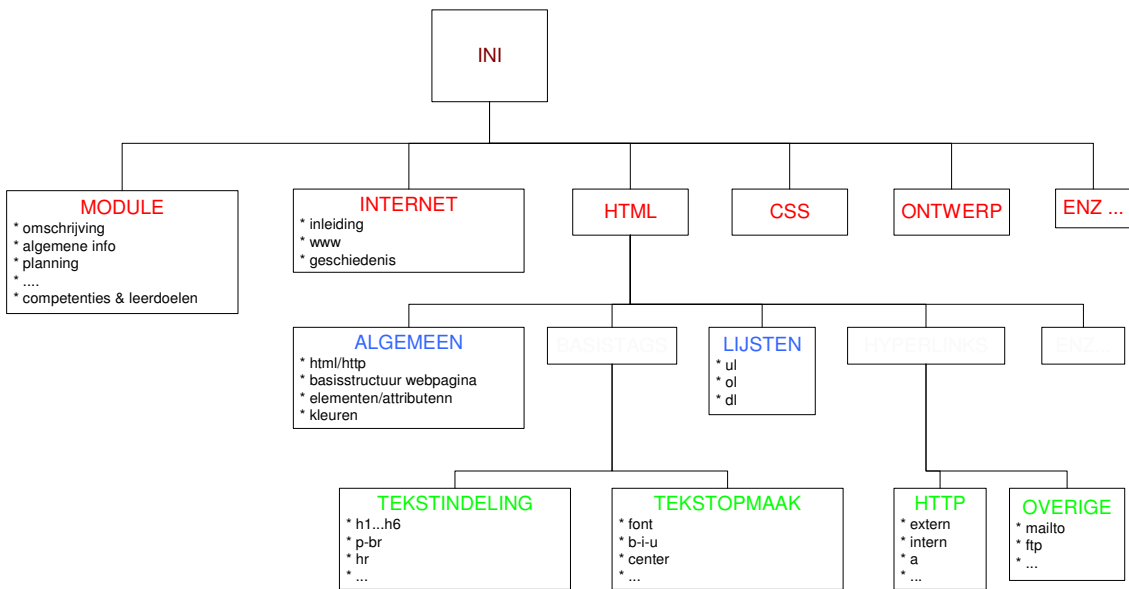 INI
MODULE
* omschrijving
* algemene info
* planning
* ....
* competenties & leerdoelen
INTERNET
* inleiding
* www
* geschiedenis
HTML
CSS
ONTWERP
ENZ ...
ALGEMEEN
* html/http
* basisstructuur webpagina
* elementen/attributenn
* kleuren
BASISTAGS
LIJSTEN
* ul
* ol
* dl
HYPERLINKS
ENZ...
TEKSTINDELING
* h1...h6
* p-br
* hr
* ...
TEKSTOPMAAK
* font
* b-i-u
* center
* ...
HTTP
* extern
* intern
* a
* ...
OVERIGE
* mailto
* ftp
* ...